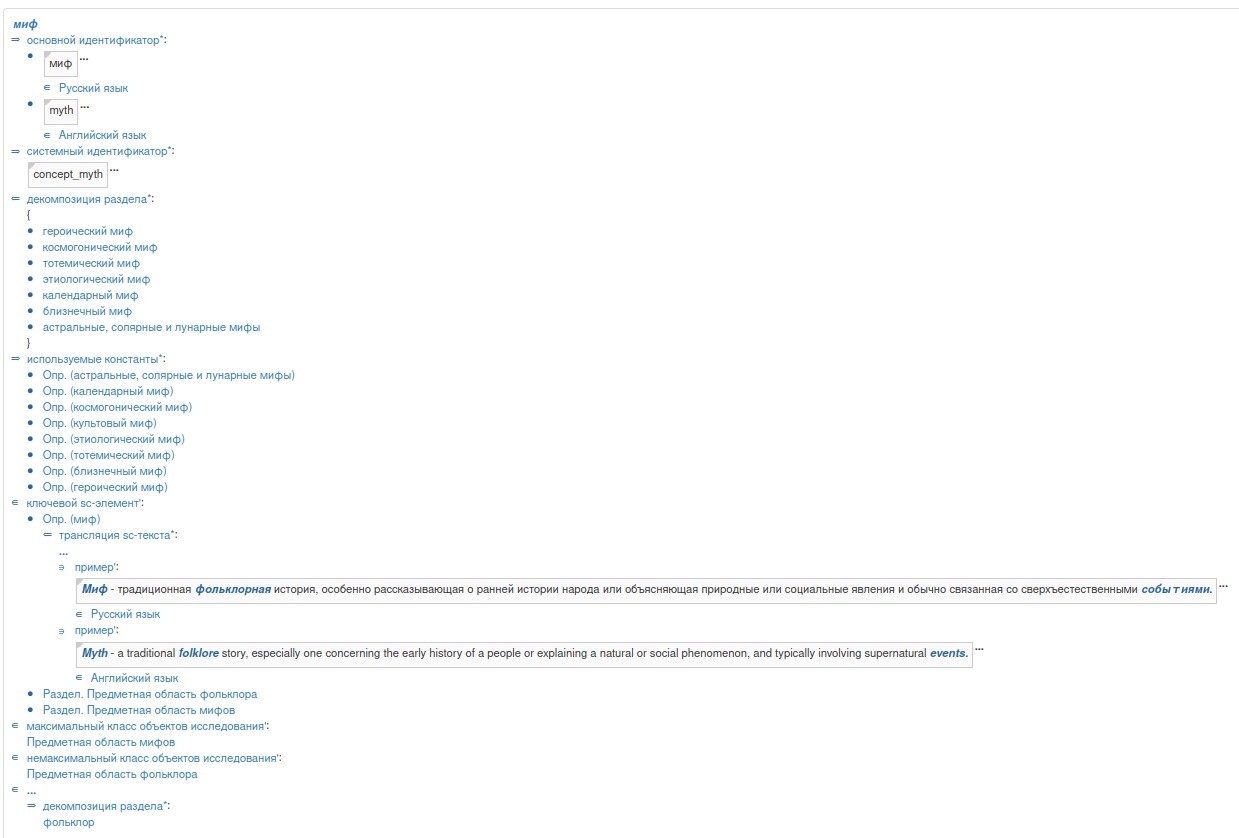 миф
⇒ основной идентификатор*:
• миф ...
∈ Русский язык
• myth ...
∈ Английский язык
⇒ системный идентификатор*:
concept_myth ...
⇐ декомпозиция раздела*:
{
• героический миф
• космогонический миф
• тотемический миф
• этиологический миф
• календарный миф
• близнечный миф
• астральные, солярные и лунарные мифы
}
⇒ используемые константы*:
• Опр. (астральные, солярные и лунарные мифы)
• Опр. (календарный миф)
• Опр. (космогонический миф)
• Опр. (культовый миф)
• Опр. (этиологический миф)
• Опр. (тотемический миф)
• Опр. (близнечный миф)
• Опр. (героический миф)
∈ ключевой sc-элемент':
• Опр. (миф)
⇐ трансляция sc-текста*:
...
∋ пример':
Миф - традиционная фольклорная история, особенно рассказывающая о ранней истории народа или объясняющая природные или социальные явления и обычно связанная со сверхъестественными событиями. ...
∈ Русский язык
∋ пример':
Myth - a traditional folklore story, especially one concerning the early history of a people or explaining a natural or social phenomenon, and typically involving supernatural events. ...
∈ Английский язык
• Раздел. Предметная область фольклора
• Раздел. Предметная область мифов
∈ максимальный класс объектов исследования':
Предметная область мифов
∈ немаксимальный класс объектов исследования':
Предметная область фольклора
∈ ...
⇒ декомпозиция раздела*:
фольклор